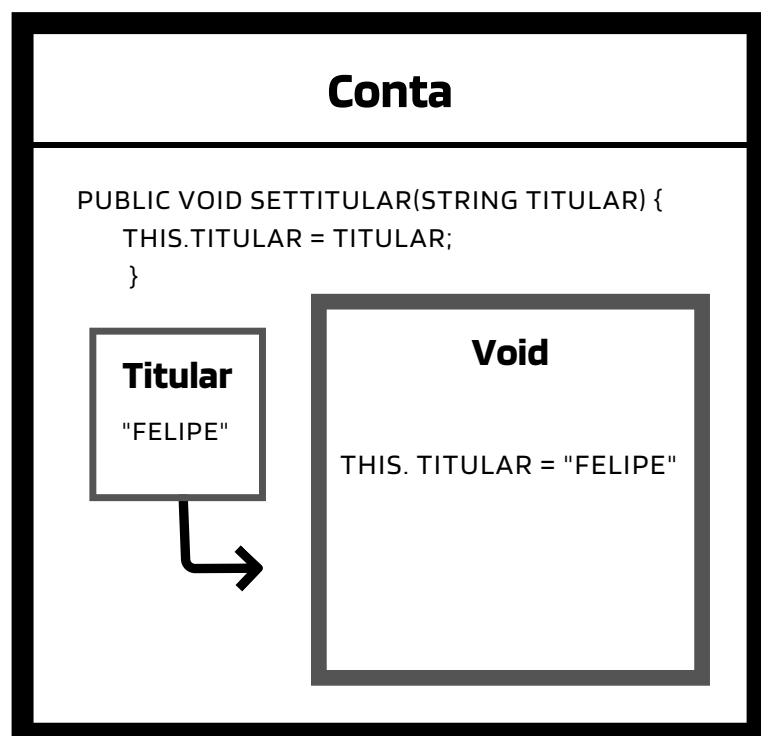 Conta
PUBLIC VOID SETTITULAR(STRING TITULAR) {
THIS.TITULAR = TITULAR;
}
Titular
"FELIPE"
Void
THIS. TITULAR = "FELIPE"